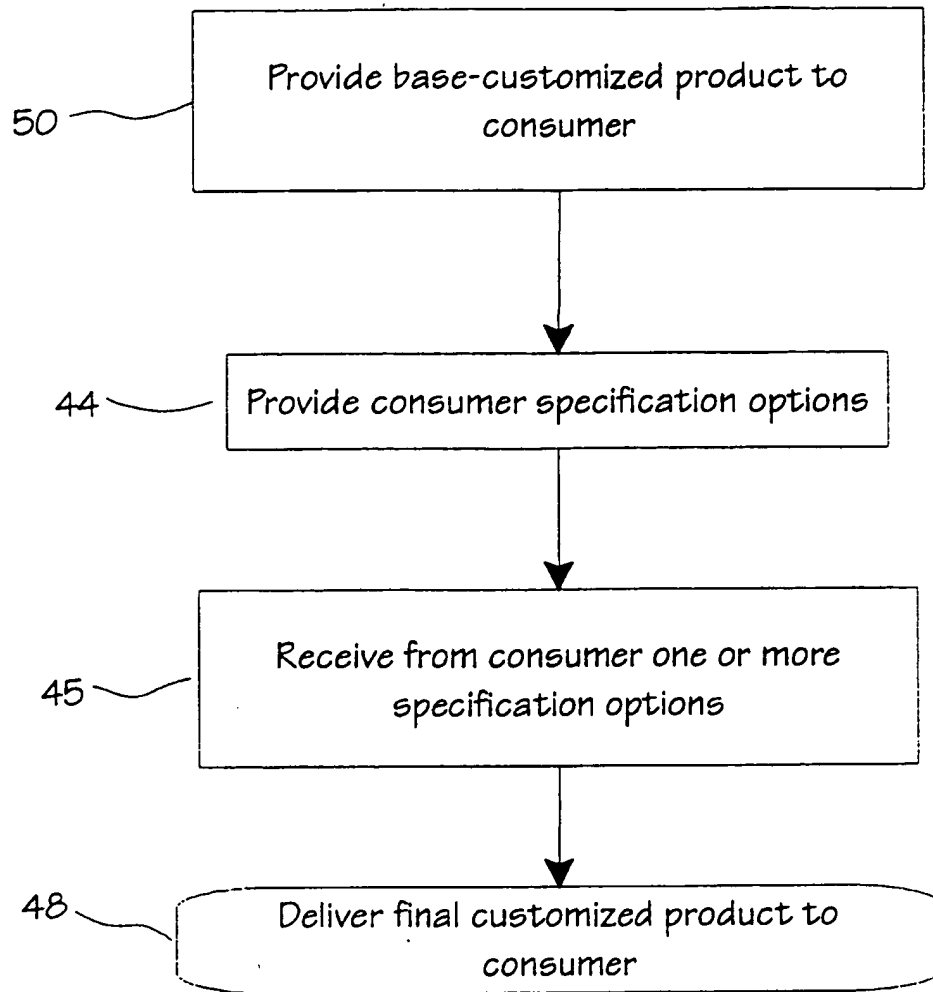 50
Provide base-customized product to
consumer
44
Provide consumer specification options
45
Receive from consumer one or more
specification options
48
Deliver final customized product to
consumer